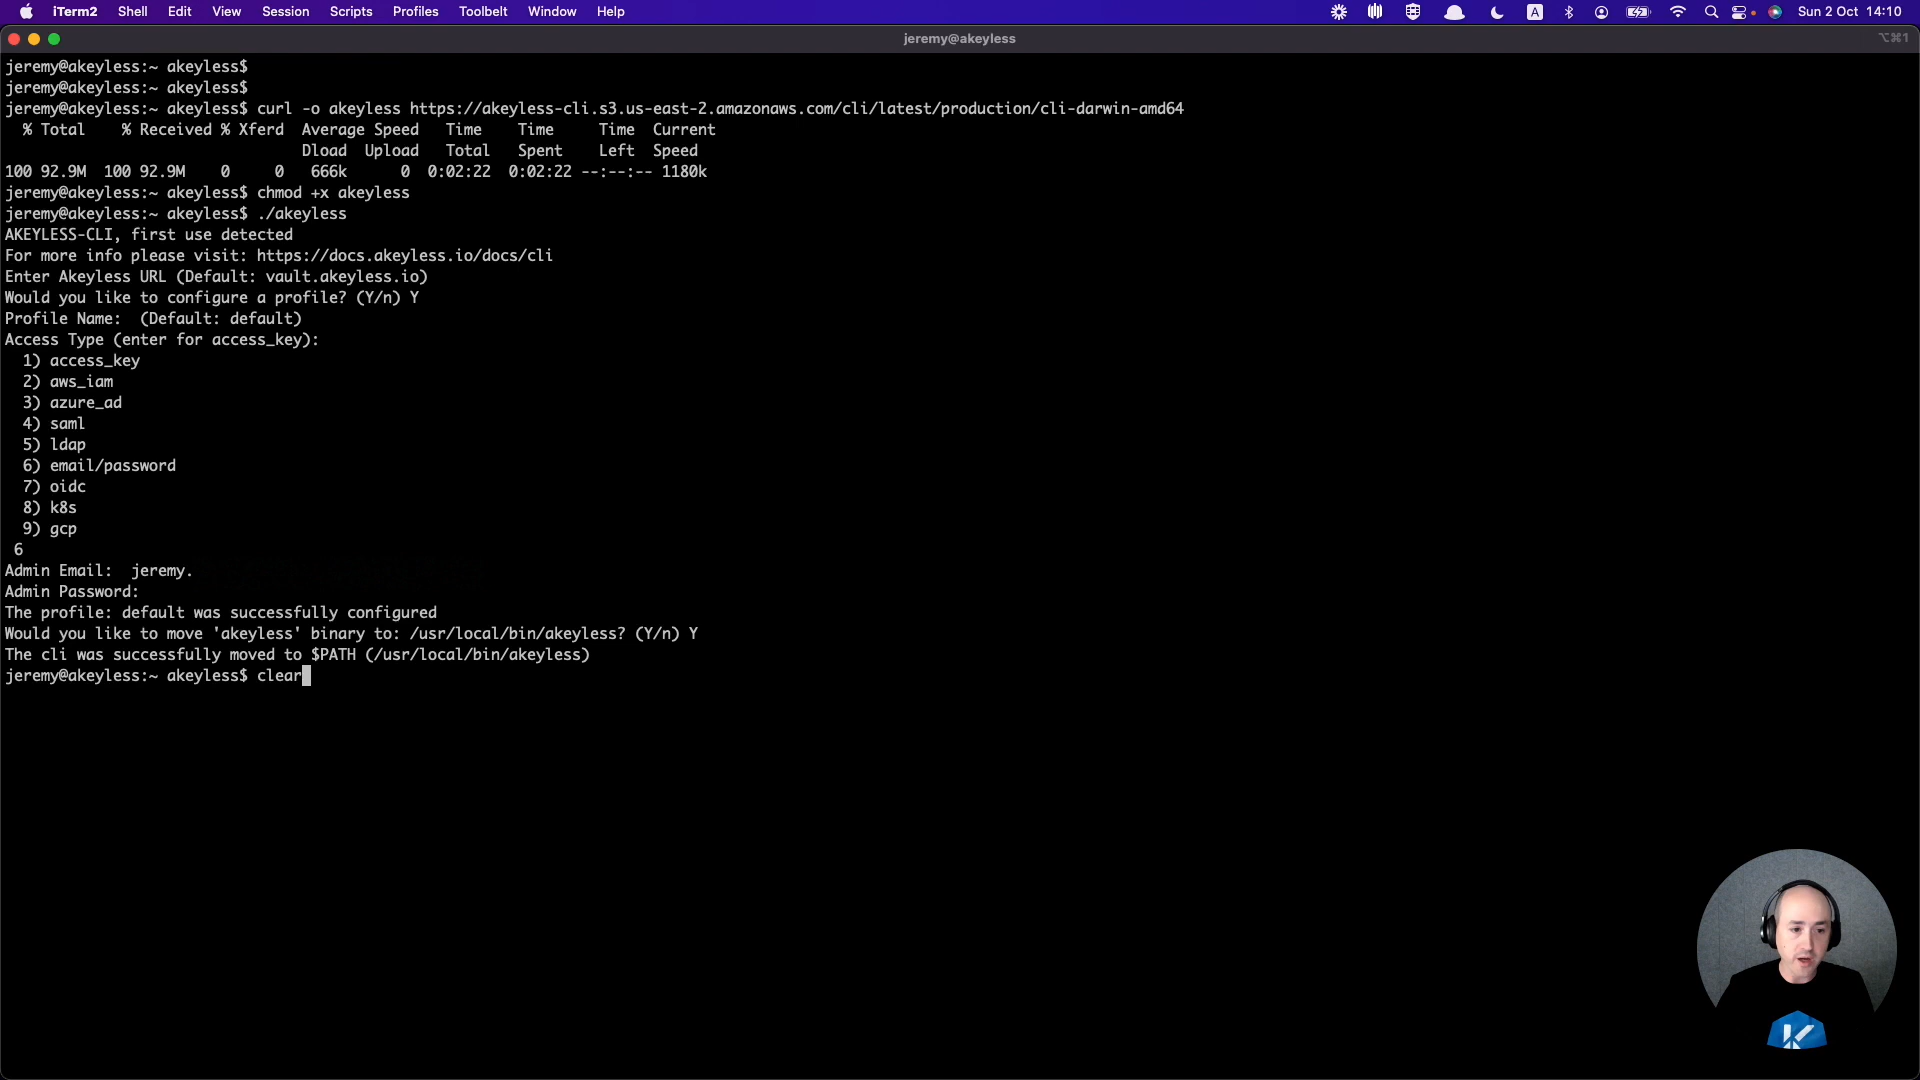 iTerm2 Shell Edit View Session Scripts Profiles Toolbelt Window Help A Sun 2 Oct 14:10
jeremy@akeyless ⌥⌘1
jeremy@akeyless:~ akeyless$
jeremy@akeyless:~ akeyless$
jeremy@akeyless:~ akeyless$ curl -o akeyless https://akeyless-cli.s3.us-east-2.amazonaws.com/cli/latest/production/cli-darwin-amd64
% Total % Received % Xferd Average Speed Time Time Time Current
Dload Upload Total Spent Left Speed
100 92.9M 100 92.9M 0 0 666k 0 0:02:22 0:02:22 --:--:-- 1180k
jeremy@akeyless:~ akeyless$ chmod +x akeyless
jeremy@akeyless:~ akeyless$ ./akeyless
AKEYLESS-CLI, first use detected
For more info please visit: https://docs.akeyless.io/docs/cli
Enter Akeyless URL (Default: vault.akeyless.io)
Would you like to configure a profile? (Y/n) Y
Profile Name:  (Default: default)
Access Type (enter for access_key):
1) access_key
2) aws_iam
3) azure_ad
4) saml
5) ldap
6) email/password
7) oidc
8) k8s
9) gcp
6
Admin Email:  jeremy.
Admin Password:
The profile: default was successfully configured
Would you like to move 'akeyless' binary to: /usr/local/bin/akeyless? (Y/n) Y
The cli was successfully moved to $PATH (/usr/local/bin/akeyless)
jeremy@akeyless:~ akeyless$ clear